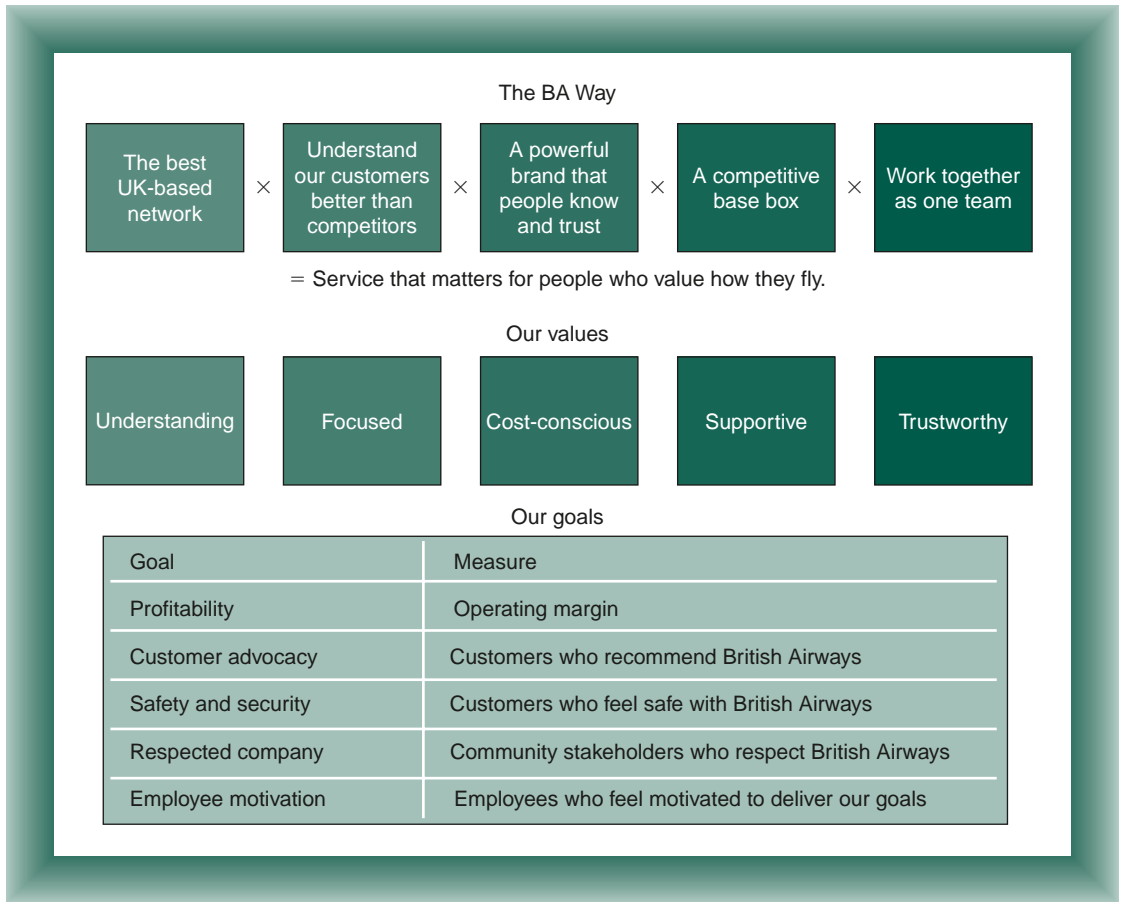 The BA Way
The best
UK-based
network
×
Understand
our customers
better than
competitors
×
A powerful
brand that
people know
and trust
×
A competitive
base box
×
Work together
as one team
= Service that matters for people who value how they fly.
Our values
Understanding
Focused
Cost-conscious
Supportive
Trustworthy
Our goals
Goal Measure
Profitability Operating margin
Customer advocacy Customers who recommend British Airways
Safety and security Customers who feel safe with British Airways
Respected company Community stakeholders who respect British Airways
Employee motivation Employees who feel motivated to deliver our goals